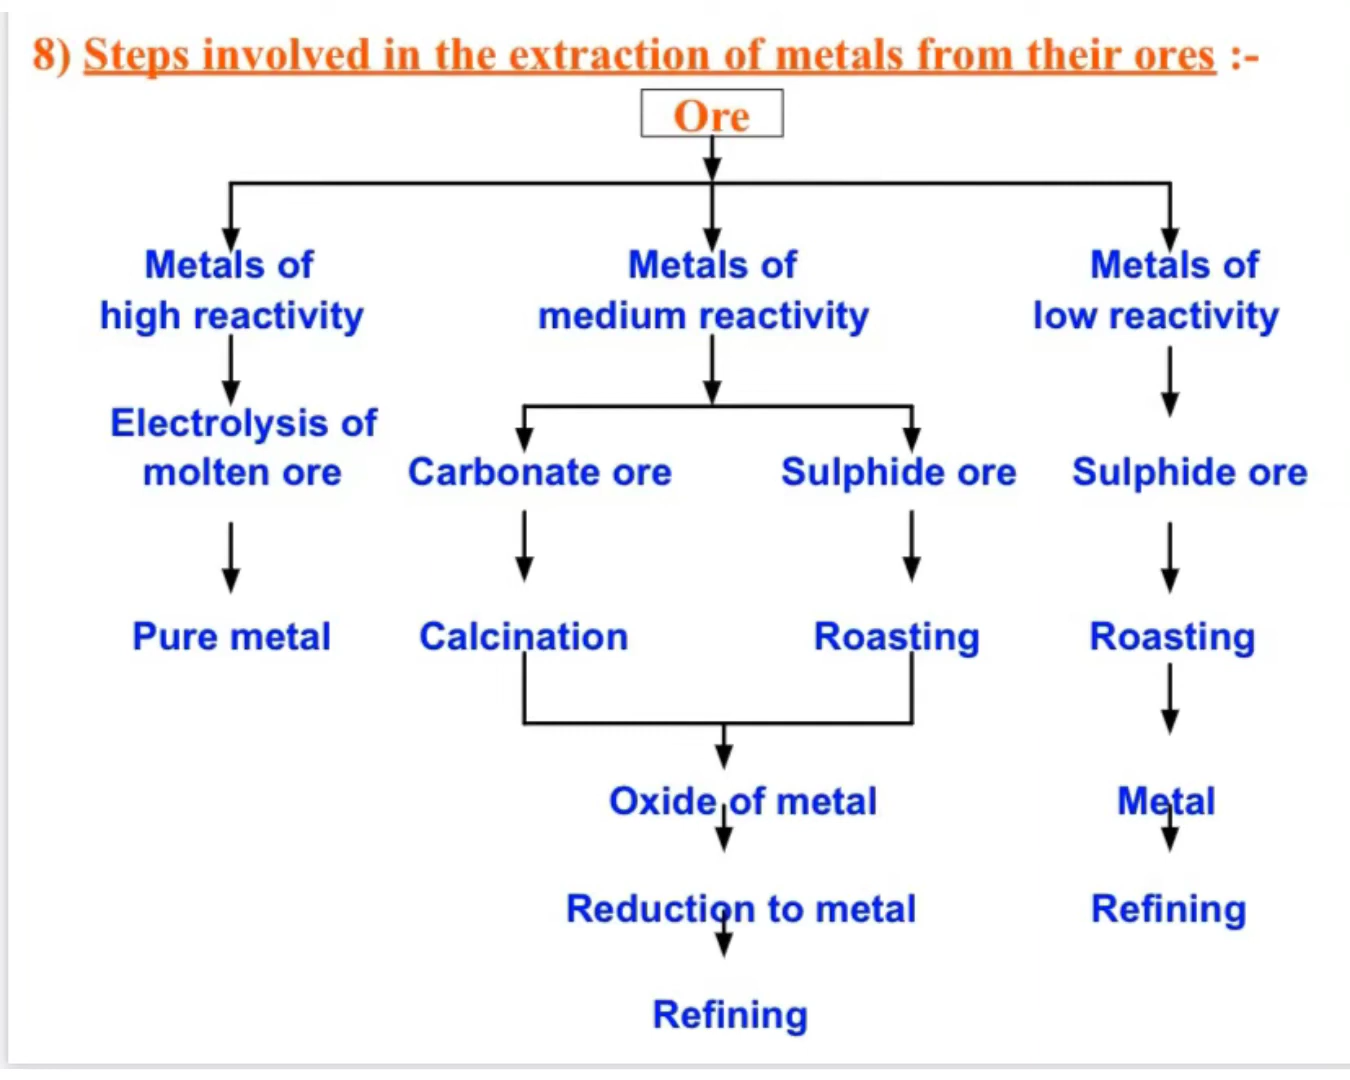 8) Steps involved in the extraction of metals from their ores :-
Ore
Metals of
high reactivity
Metals of
medium reactivity
Metals of
low reactivity
Electrolysis of
molten ore
Carbonate ore
Sulphide ore
Sulphide ore
Pure metal
Calcination
Roasting
Roasting
Oxide of metal
Metal
Reduction to metal
Refining
Refining